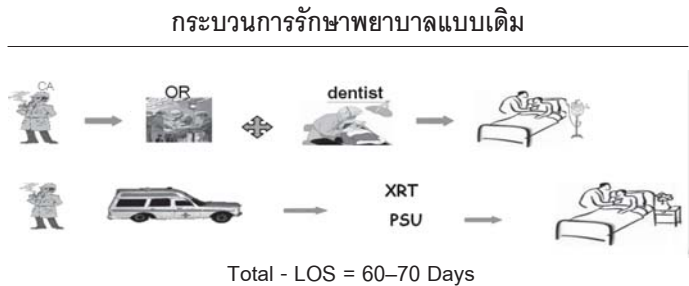 กระบวนการรักษาพยาบาลแบบเดิม
CA
OR
dentist
XRT
PSU
Total - LOS = 60–70 Days